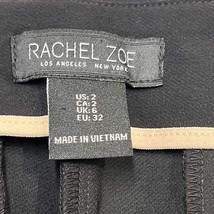 RACHEL ZOE
LOS ANGELES NEW YORK
US: 2
CA: 2
UK: 6
EU: 32
MADE IN VIETNAM